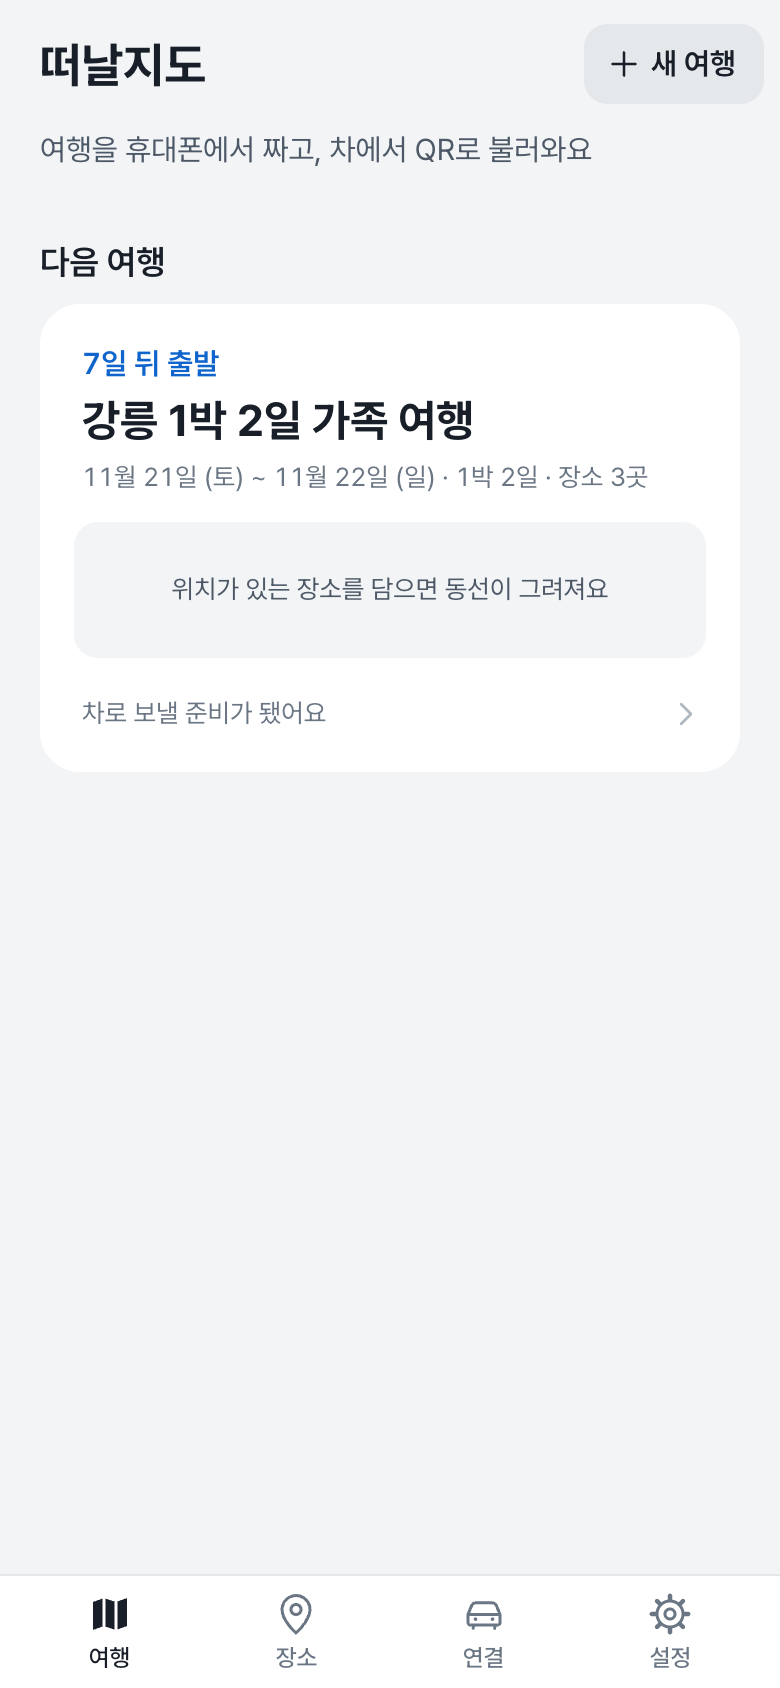 떠날지도
새 여행
여행을 휴대폰에서 짜고, 차에서 QR로 불러와요
다음 여행
7일 뒤 출발
강릉 1박 2일 가족 여행
11월 21일 (토) ~ 11월 22일 (일) · 1박 2일 · 장소 3곳
위치가 있는 장소를 담으면 동선이 그려져요
차로 보낼 준비가 됐어요
여행
장소
연결
설정